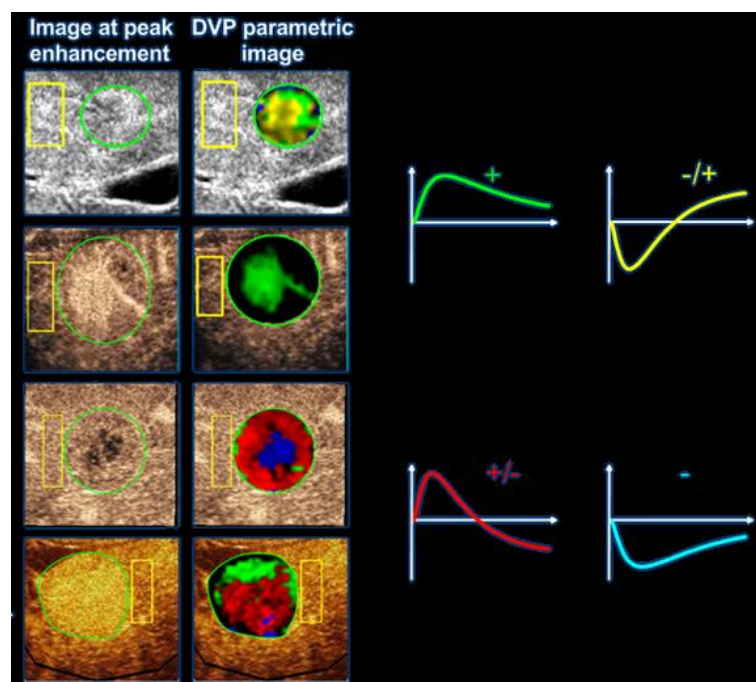 Image at peak
enhancement
DVP parametric
image
+
-/+
+/-
-